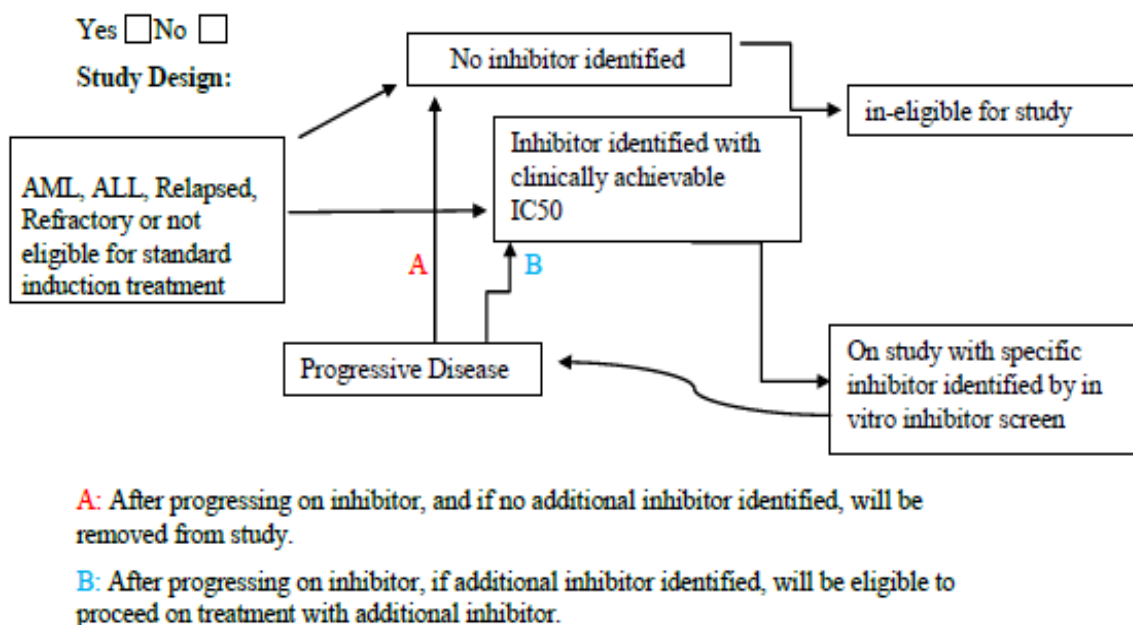 Yes No
Study Design:
No inhibitor identified
in-eligible for study
Inhibitor identified with
clinically achievable
IC50
AML, ALL, Relapsed,
Refractory or not
eligible for standard
induction treatment
A
B
Progressive Disease
On study with specific
inhibitor identified by in
vitro inhibitor screen
A: After progressing on inhibitor, and if no additional inhibitor identified, will be
removed from study.
B: After progressing on inhibitor, if additional inhibitor identified, will be eligible to
proceed on treatment with additional inhibitor.